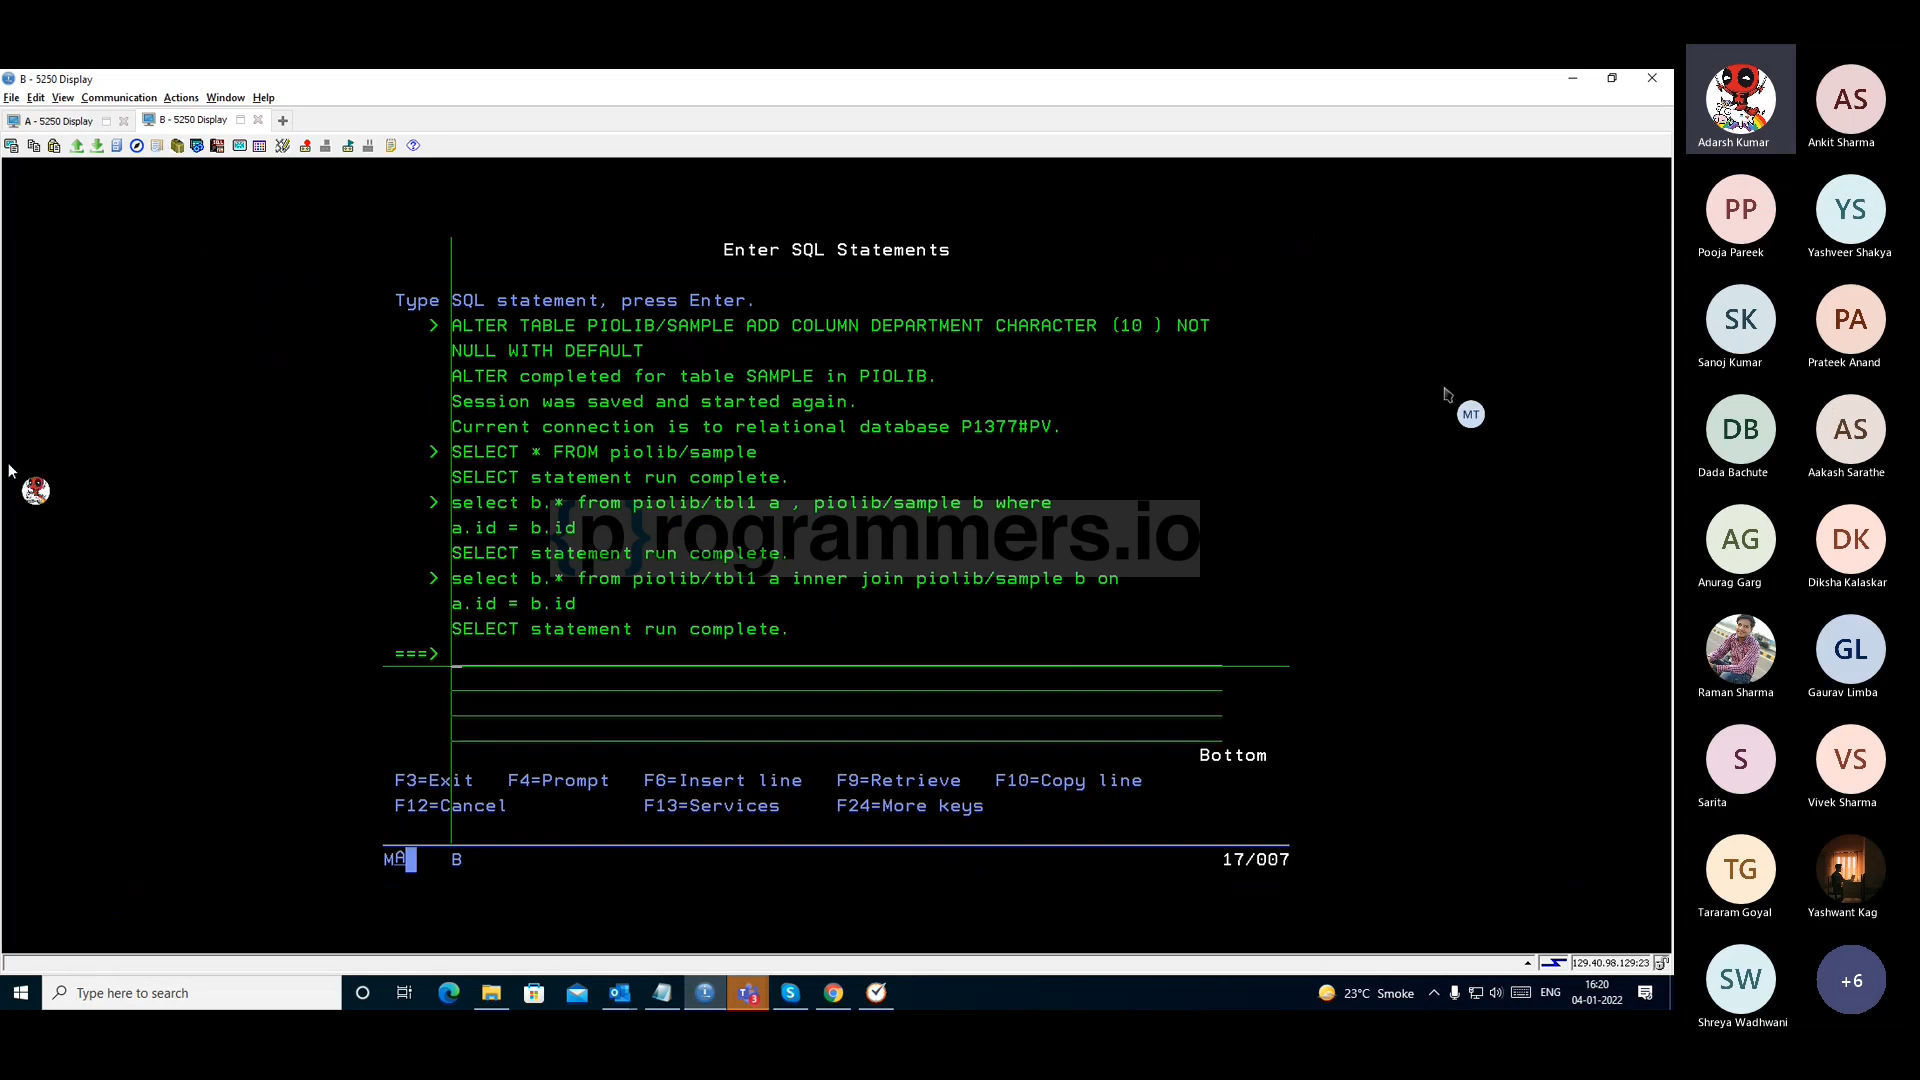 B - 5250 Display
File Edit View Communication Actions Window Help
A - 5250 Display
B - 5250 Display
Enter SQL Statements
Type SQL statement, press Enter.
> ALTER TABLE PIOLIB/SAMPLE ADD COLUMN DEPARTMENT CHARACTER (10 ) NOT
NULL WITH DEFAULT
ALTER completed for table SAMPLE in PIOLIB.
Session was saved and started again.
Current connection is to relational database P1377#PV.
> SELECT * FROM piolib/sample
SELECT statement run complete.
> select b.* from piolib/tbl1 a , piolib/sample b where
a.id = b.id
SELECT statement run complete.
> select b.* from piolib/tbl1 a inner join piolib/sample b on
a.id = b.id
SELECT statement run complete.
===>
{p}rogrammers.io
Bottom
F3=Exit F4=Prompt F6=Insert line F9=Retrieve F10=Copy line
F12=Cancel F13=Services F24=More keys
MA B 17/007
129.40.98.129:23
Type here to search
23°C Smoke
ENG
16:20
04-01-2022
MT
Adarsh Kumar
AS
Ankit Sharma
PP
Pooja Pareek
YS
Yashveer Shakya
SK
Sanoj Kumar
PA
Prateek Anand
DB
Dada Bachute
AS
Aakash Sarathe
AG
Anurag Garg
DK
Diksha Kalaskar
Raman Sharma
GL
Gaurav Limba
S
Sarita
VS
Vivek Sharma
TG
Tararam Goyal
Yashwant Kag
SW
Shreya Wadhwani
+6